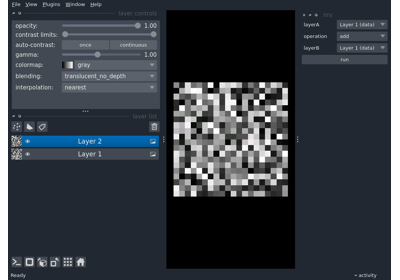 File View Plugins Window Help
layer controls
opacity: 1.00
contrast limits:
auto-contrast: once continuous
gamma: 1.00
colormap: gray
blending: translucent_no_depth
interpolation: nearest
layer list
Layer 2
Layer 1
layerA Layer 1 (data)
operation add
layerB Layer 1 (data)
run
Ready
activity